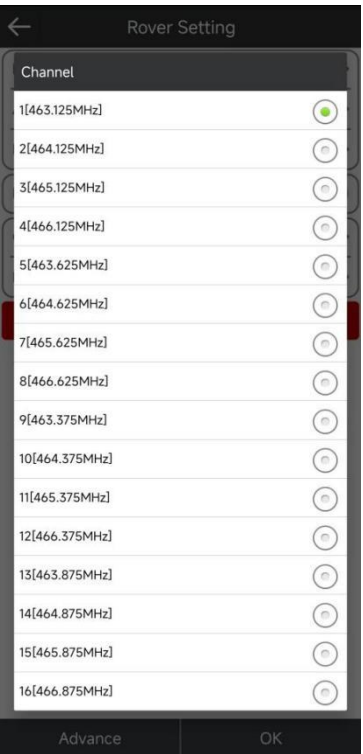 Rover Setting
Channel
1[463.125MHz]
2[464.125MHz]
3[465.125MHz]
4[466.125MHz]
5[463.625MHz]
6[464.625MHz]
7[465.625MHz]
8[466.625MHz]
9[463.375MHz]
10[464.375MHz]
11[465.375MHz]
12[466.375MHz]
13[463.875MHz]
14[464.875MHz]
15[465.875MHz]
16[466.875MHz]
Advance
OK